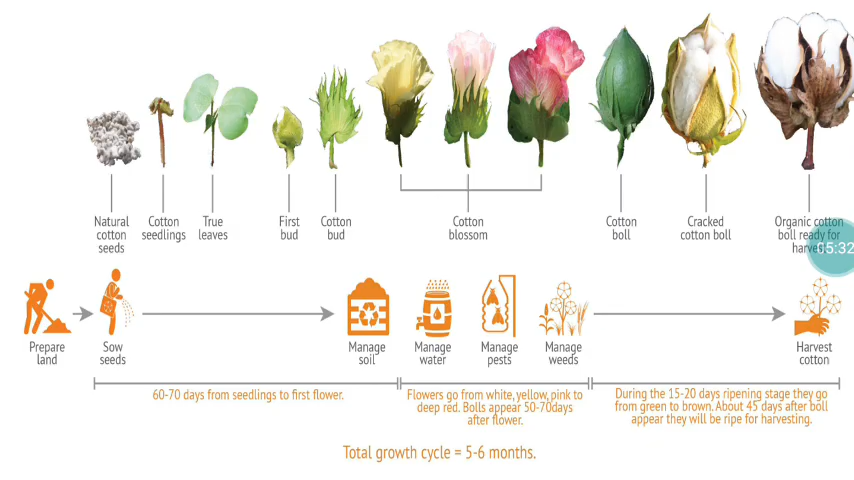 Natural
cotton
seeds
Cotton
seedlings
True
leaves
First
bud
Cotton
bud
Cotton
blossom
Cotton
boll
Cracked
cotton boll
Organic cotton
boll ready for
harvest
15:32
Prepare
land
Sow
seeds
Manage
soil
Manage
water
Manage
pests
Manage
weeds
Harvest
cotton
60-70 days from seedlings to first flower.
Flowers go from white, yellow, pink to
deep red. Bolls appear 50-70days
after flower.
During the 15-20 days ripening stage they go
from green to brown. About 45 days after boll
appear they will be ripe for harvesting.
Total growth cycle = 5-6 months.